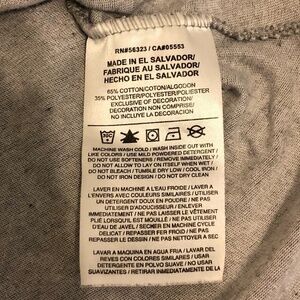 RN#56323 / CA#05553
MADE IN EL SALVADOR/
FABRIQUE AU SALVADOR/
HECHO EN EL SALVADOR
65% COTTON/COTON/ALGODON
35% POLYESTER/POLYESTER/POLIESTER
EXCLUSIVE OF DECORATION/
DECORATION NON COMPRISE/
NO INCLUYE LA DECORACION
MACHINE WASH COLD / WASH INSIDE OUT WITH
LIKE COLORS / USE MILD POWDERED DETERGENT /
DO NOT USE SOFTENERS / REMOVE IMMEDIATELY /
DO NOT ALLOW TO LAY ON ITSELF WHEN WET /
DO NOT BLEACH / TUMBLE DRY LOW / COOL IRON /
DO NOT IRON DESIGN / DO NOT DRY CLEAN
LAVER EN MACHINE A L'EAU FROIDE / LAVER A
L'ENVERS AVEC COULEURS SIMILAIRES / UTILISER
UN DETERGENT DOUX EN POUDRE / NE PAS
UTILISER D'ADOUCISSEUR / ENLEVER
IMMEDIATEMENT / NE PAS LAISSER LE VÊTEMENT
PLIÉ LORSQU'IL EST MOUILLÉ / NE PAS UTILISER
D'EAU DE JAVEL / SECHER EN MACHINE CYCLE
DELICAT / REPASSER A FROID / NE PAS
REPASSER LE DESSIN / NE PAS NETTOYER A SEC
LAVAR A MAQUINA EN AGUA FRIA / LAVAR DEL
REVES CON COLORES SIMILARES / USAR
DETERGENTE EN POLVO SUAVE / NO USAR
SUAVIZANTES / RETIRAR INMEDIATAMENTE DE LA